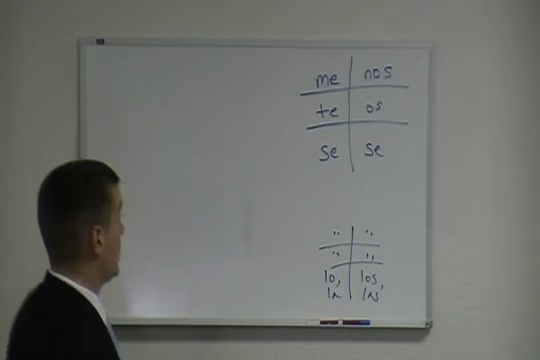 me nos
te os
se se
" "
" "
lo, los,
la las